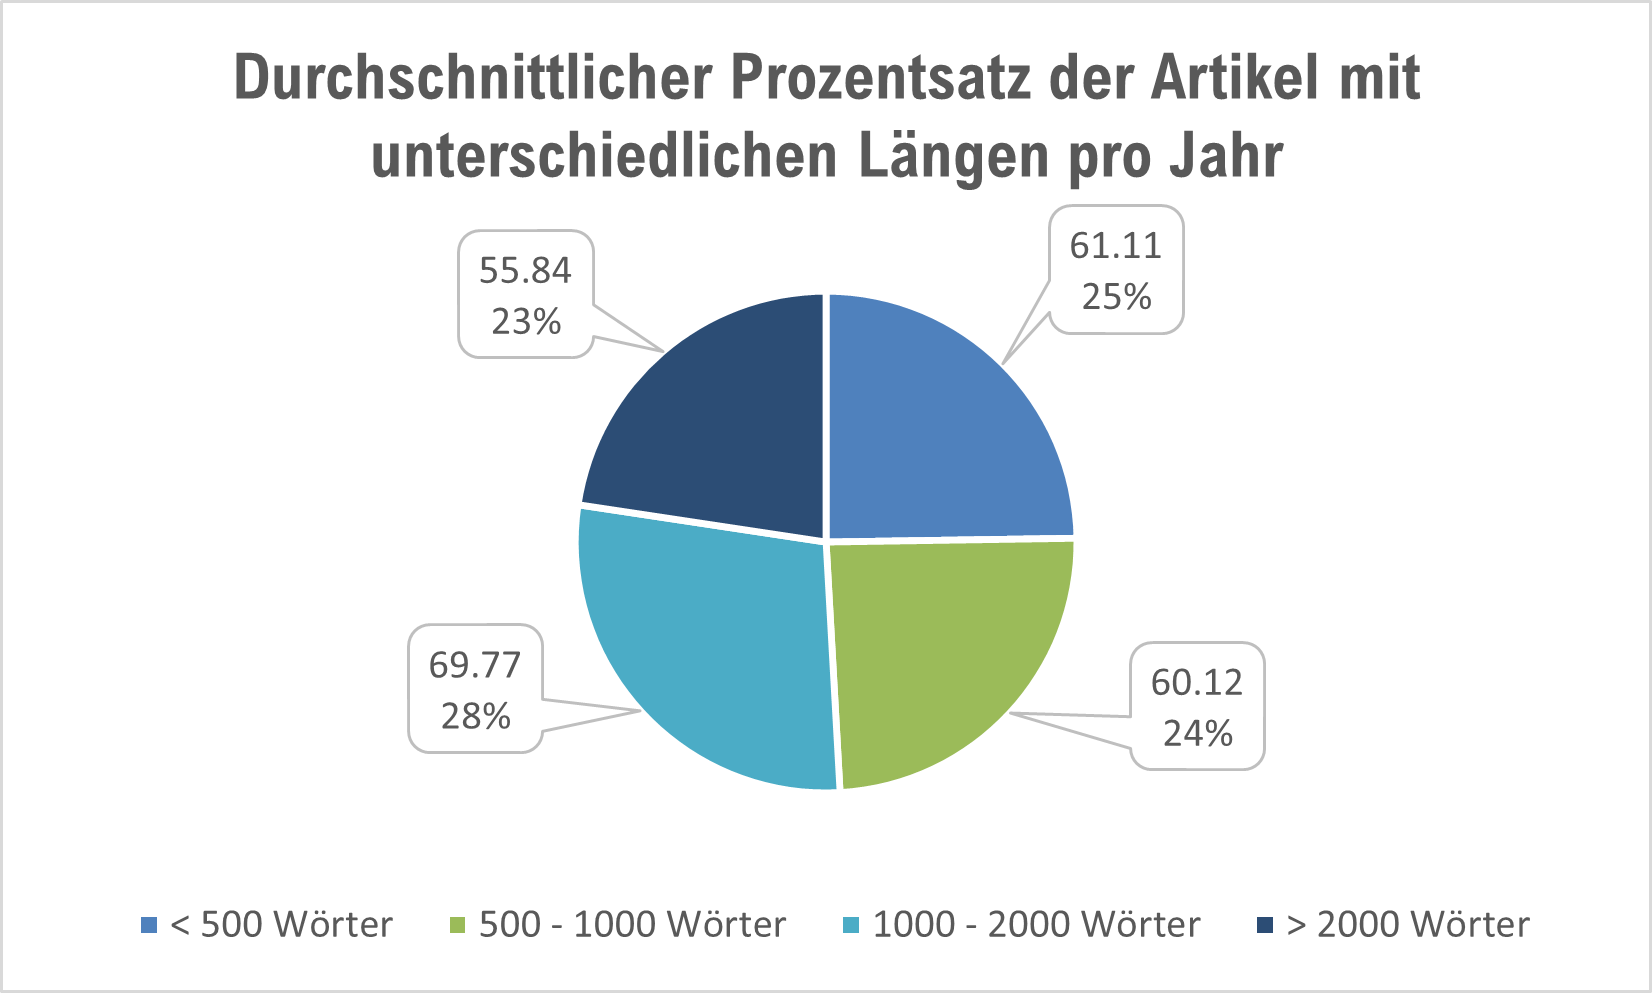 Durchschnittlicher Prozentsatz der Artikel mit
unterschiedlichen Längen pro Jahr
55.84
23%
61.11
25%
69.77
28%
60.12
24%
< 500 Wörter
500 - 1000 Wörter
1000 - 2000 Wörter
> 2000 Wörter